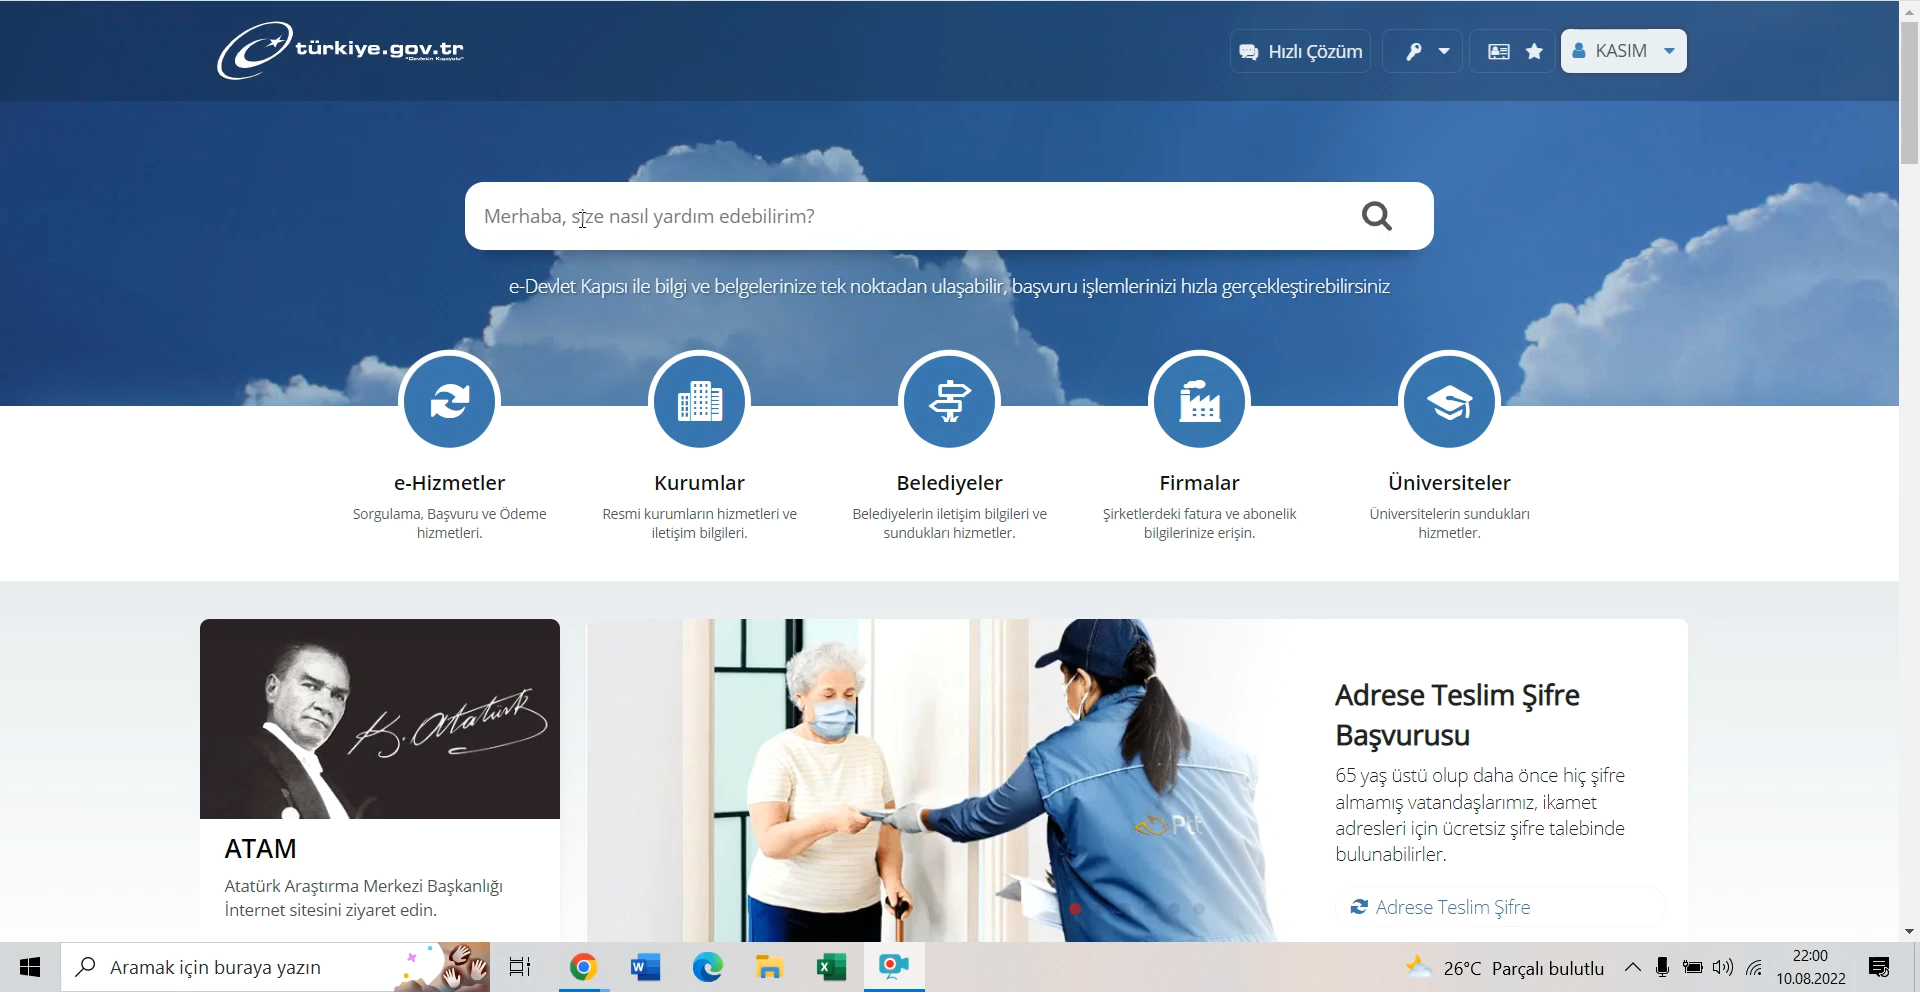 türkiye.gov.tr
"Devletin Kısayolu"
Hızlı Çözüm
KASIM
Merhaba, size nasıl yardım edebilirim?
e-Devlet Kapısı ile bilgi ve belgelerinize tek noktadan ulaşabilir, başvuru işlemlerinizi hızla gerçekleştirebilirsiniz
e-Hizmetler
Sorgulama, Başvuru ve Ödeme
hizmetleri.
Kurumlar
Resmi kurumların hizmetleri ve
iletişim bilgileri.
Belediyeler
Belediyelerin iletişim bilgileri ve
sundukları hizmetler.
Firmalar
Şirketlerdeki fatura ve abonelik
bilgilerinize erişin.
Üniversiteler
Üniversitelerin sundukları
hizmetler.
K. Atatürk
ATAM
Atatürk Araştırma Merkezi Başkanlığı
İnternet sitesini ziyaret edin.
Ptt
Adrese Teslim Şifre
Başvurusu
65 yaş üstü olup daha önce hiç şifre
almamış vatandaşlarımız, ikamet
adresleri için ücretsiz şifre talebinde
bulunabilirler.
Adrese Teslim Şifre
Aramak için buraya yazın
26°C Parçalı bulutlu
22:00
10.08.2022